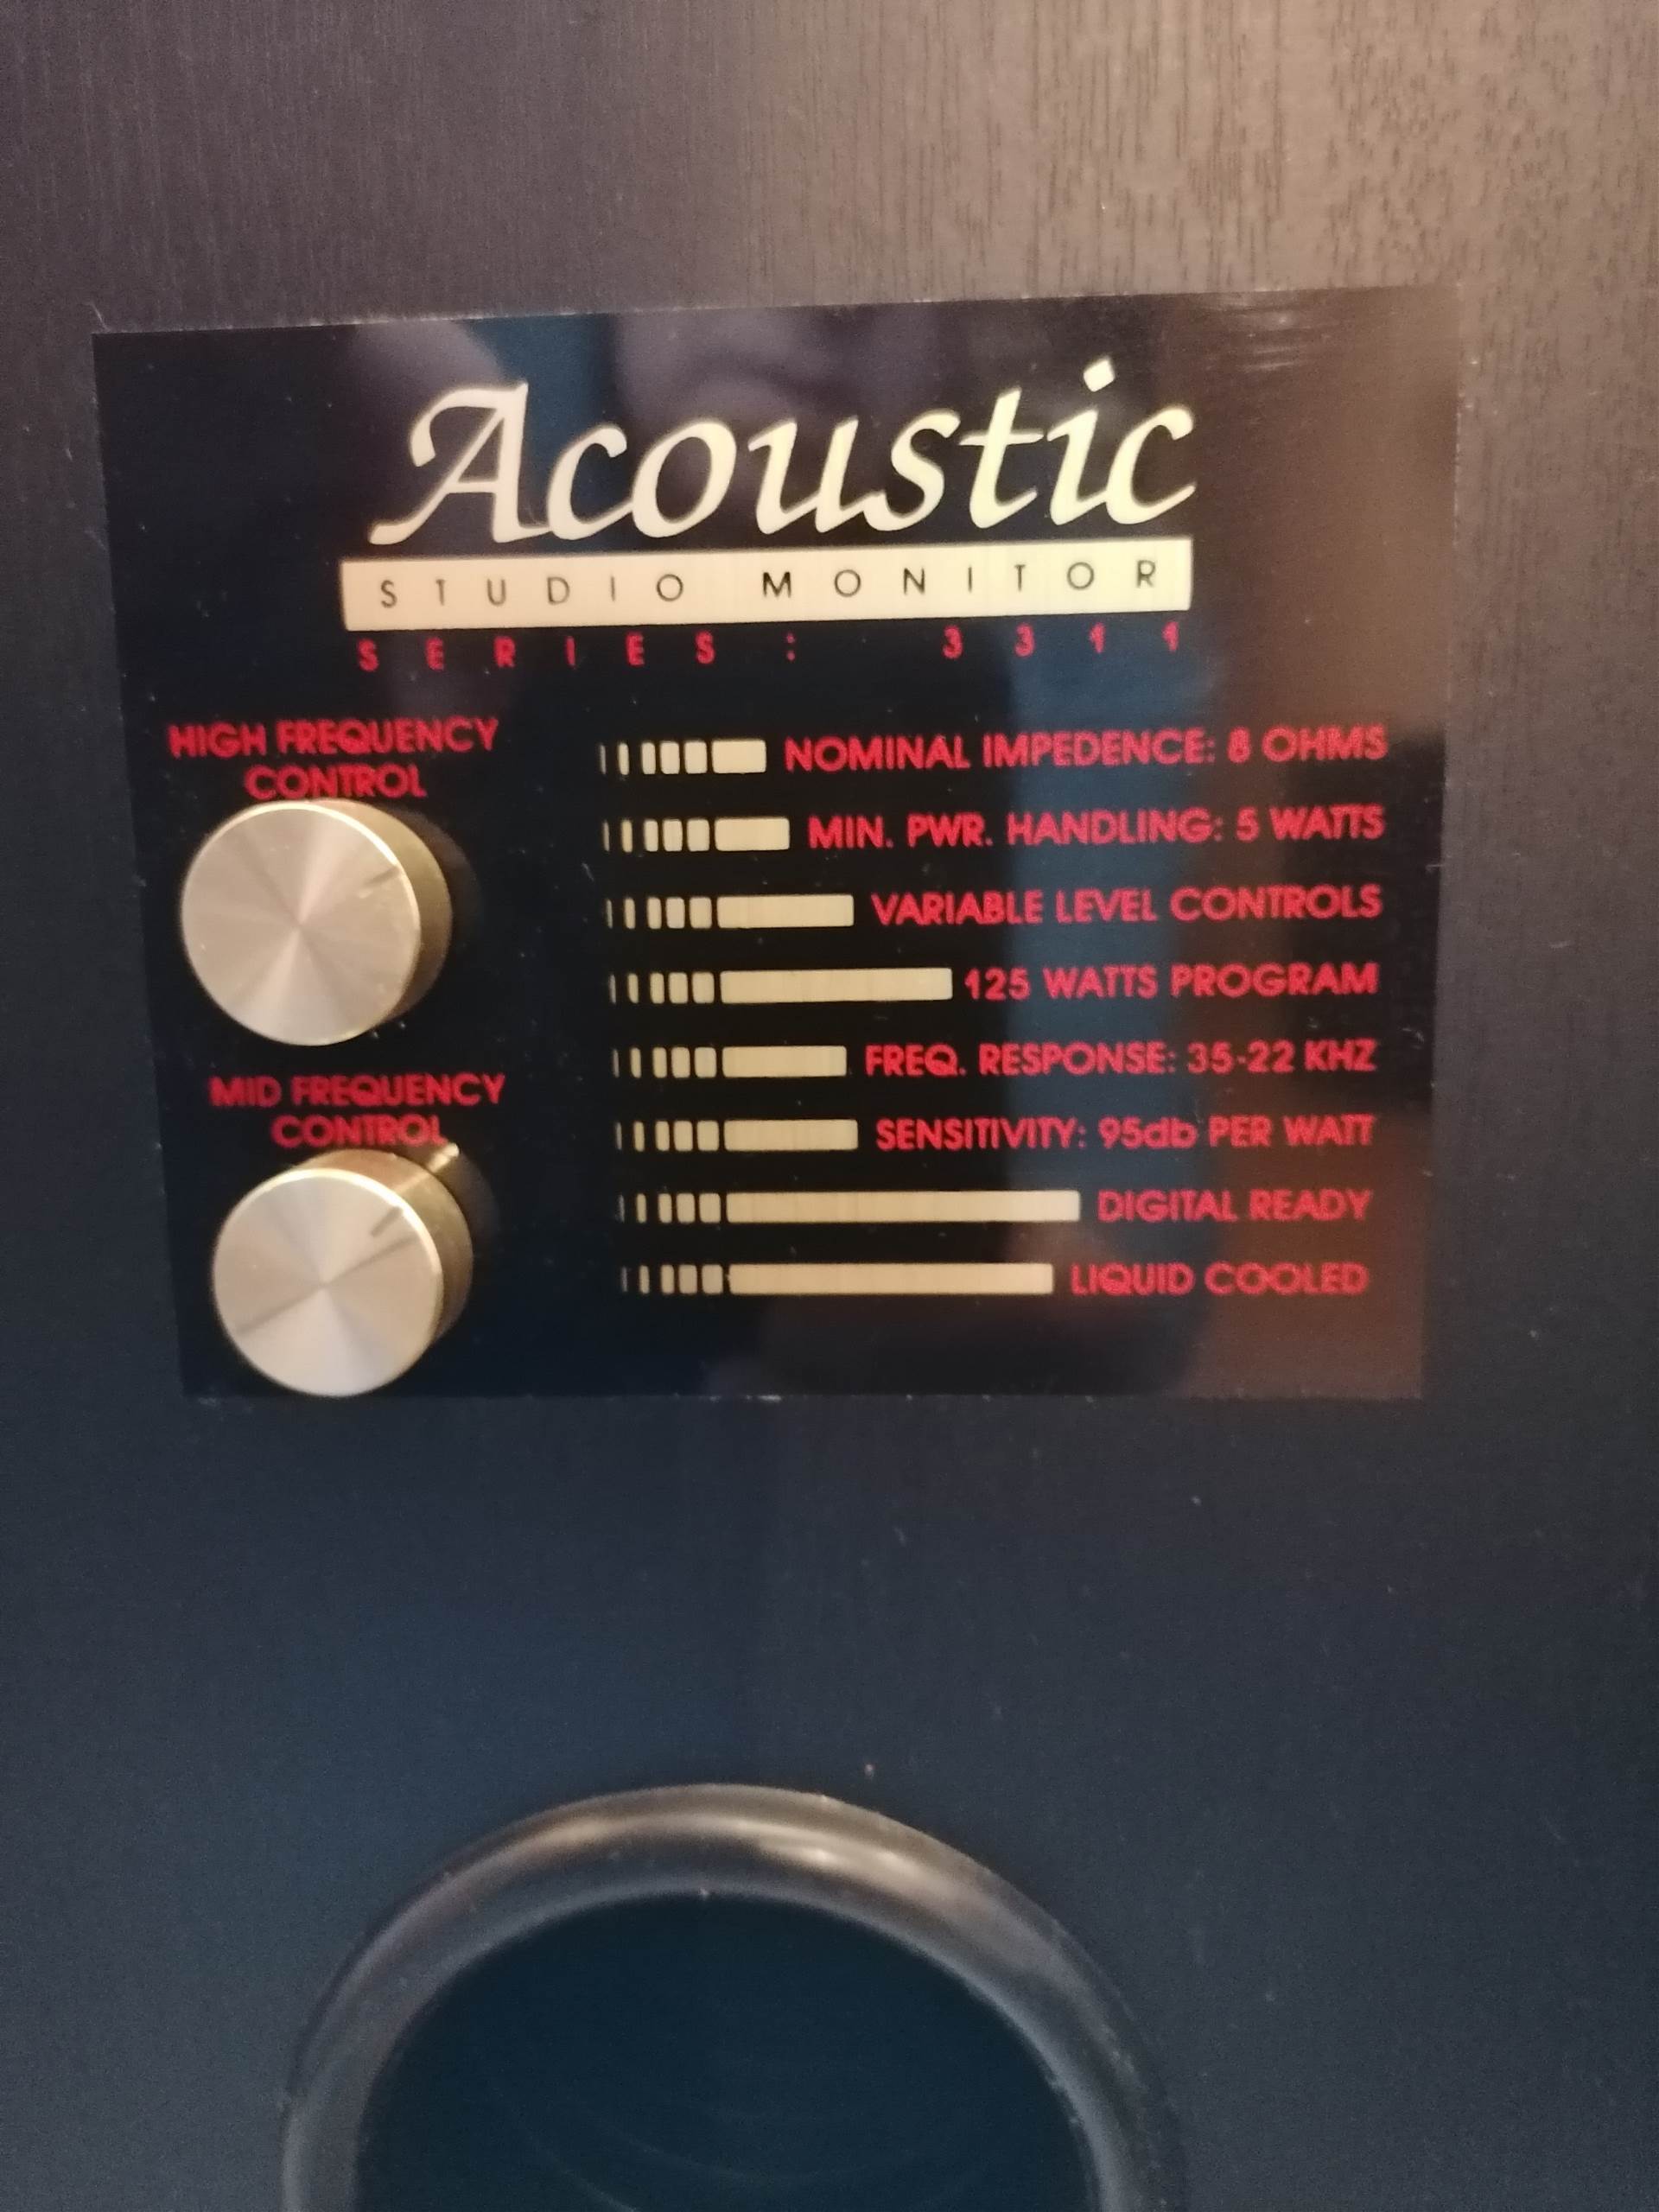 Acoustic
STUDIO MONITOR
SERIES: 3311
HIGH FREQUENCY
CONTROL
MID FREQUENCY
CONTROL
NOMINAL IMPEDENCE: 8 OHMS
MIN. PWR. HANDLING: 5 WATTS
VARIABLE LEVEL CONTROLS
125 WATTS PROGRAM
FREQ. RESPONSE: 35-22 KHZ
SENSITIVITY: 95db PER WATT
DIGITAL READY
LIQUID COOLED